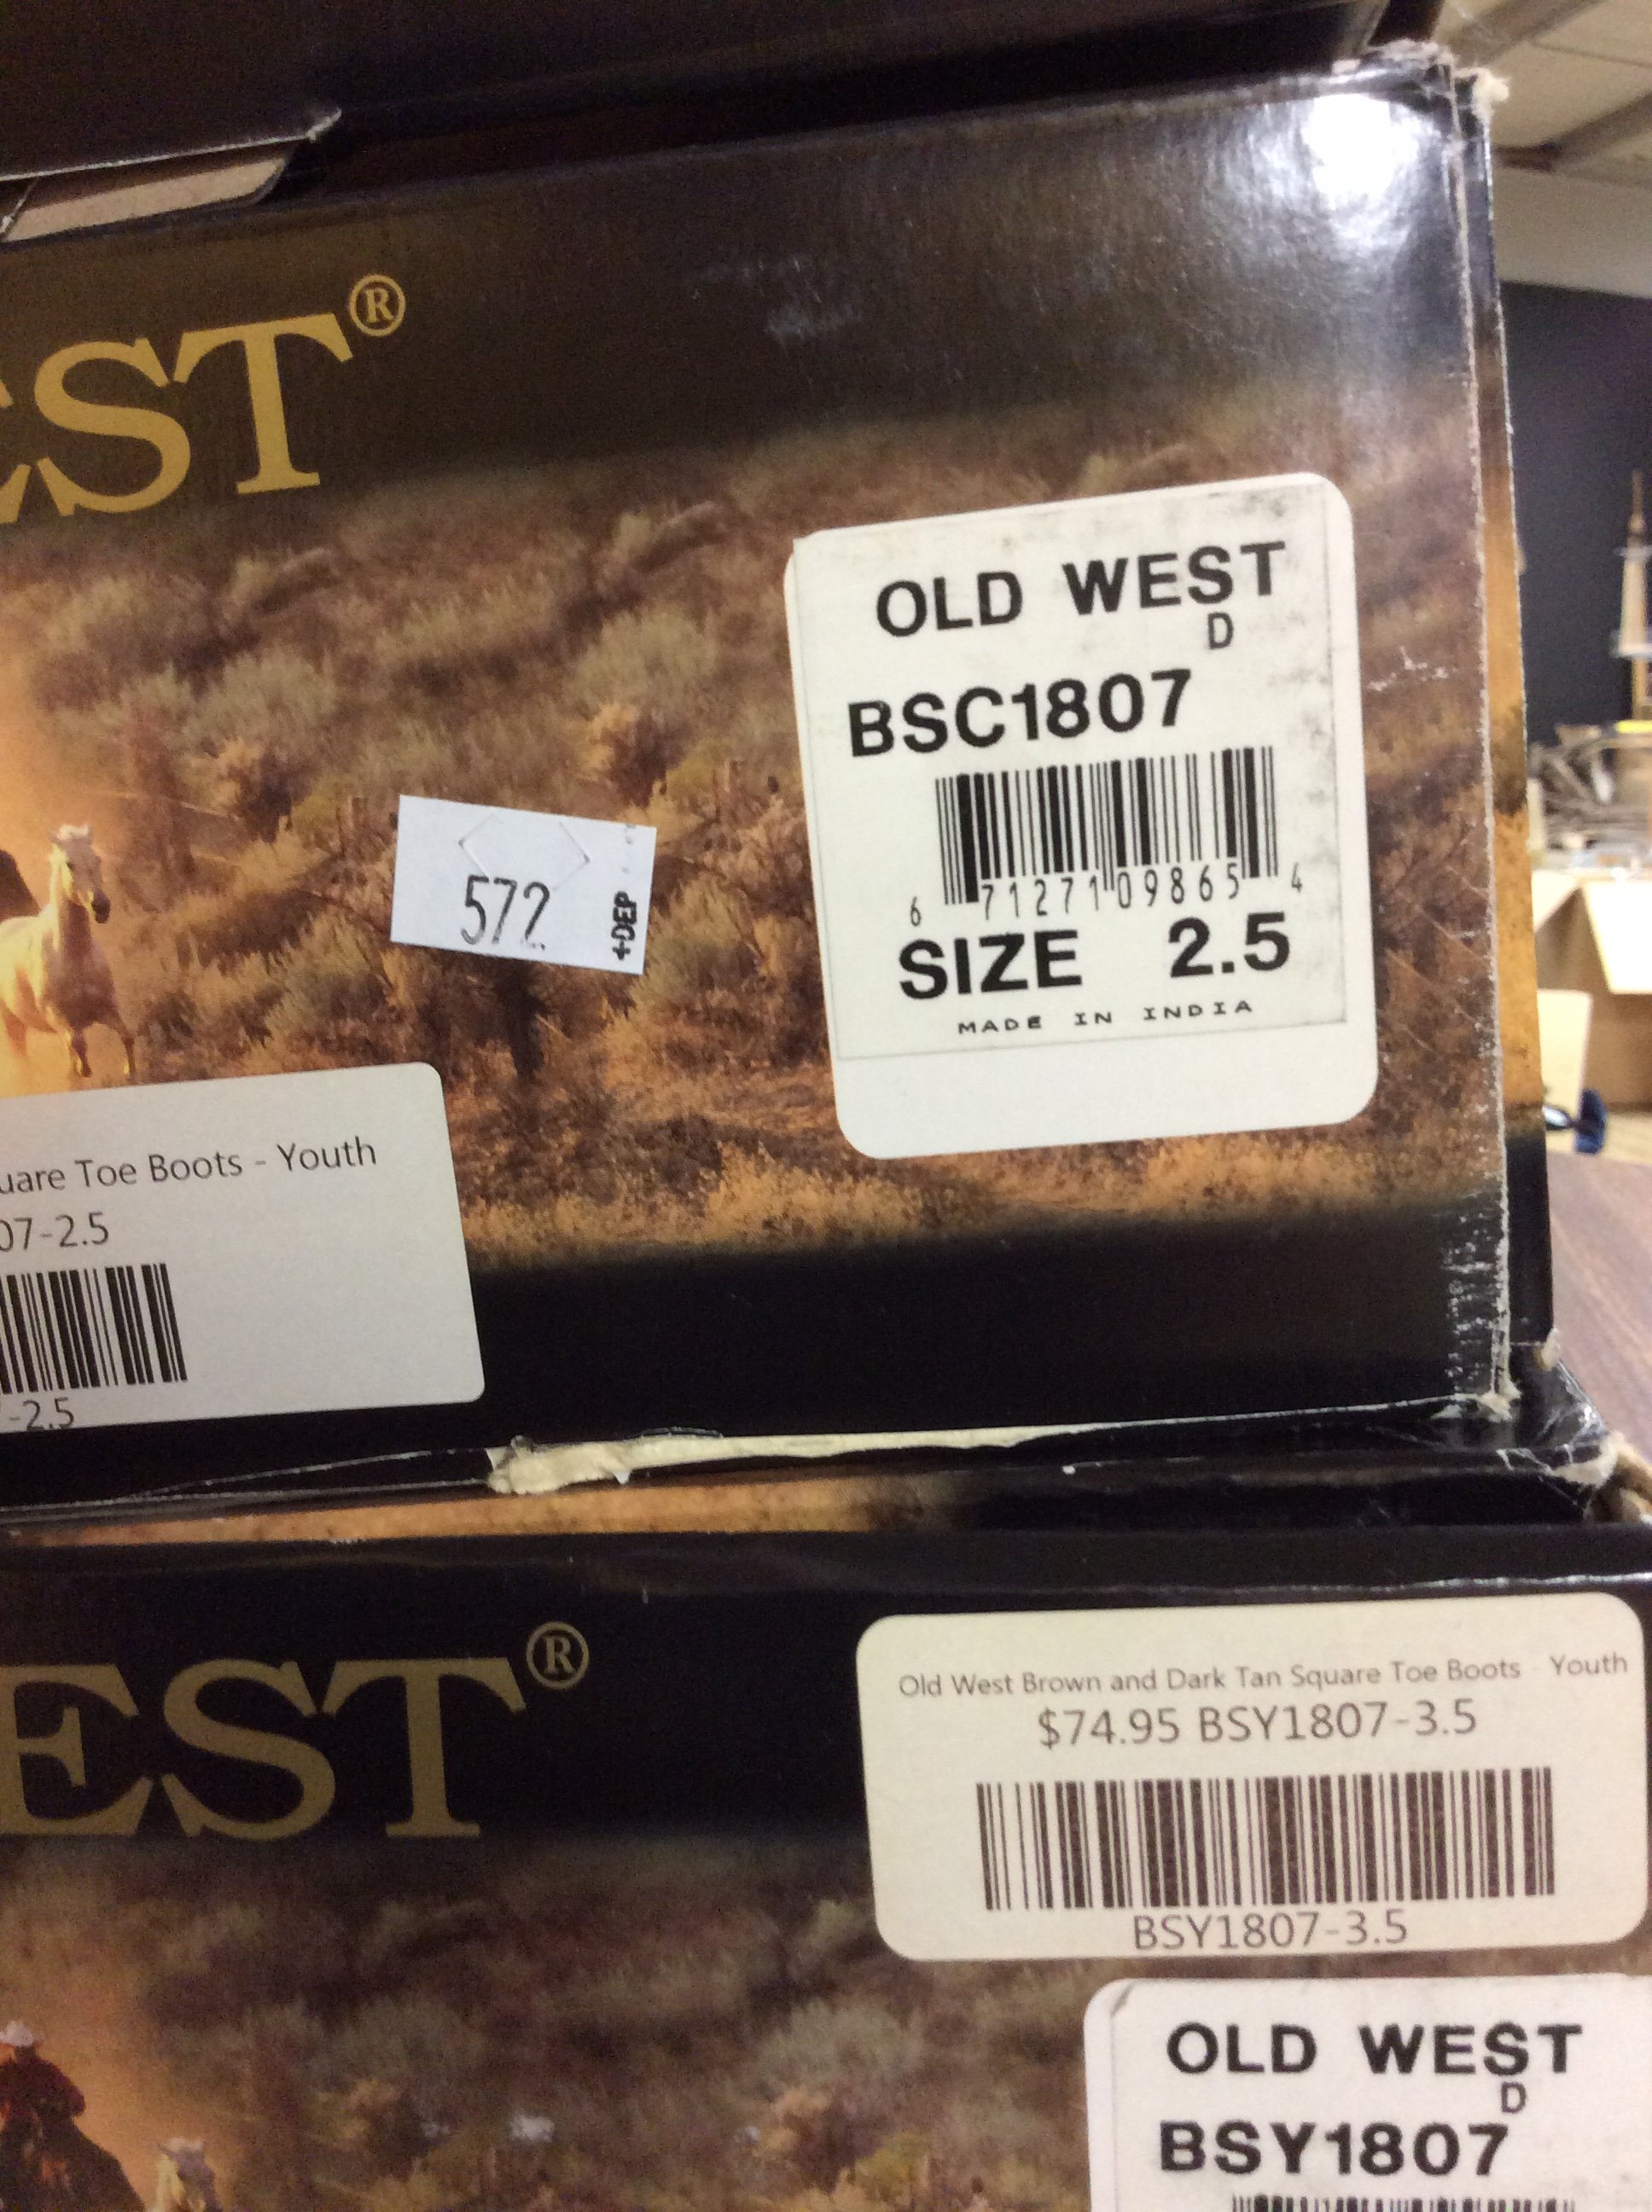 EST®
OLD WEST
D
BSC1807
6 71271 09865 4
SIZE 2.5
MADE IN INDIA
572
+DEP
uare Toe Boots - Youth
07-2.5
-2.5
EST®
Old West Brown and Dark Tan Square Toe Boots - Youth
$74.95 BSY1807-3.5
BSY1807-3.5
OLD WEST
D
BSY1807